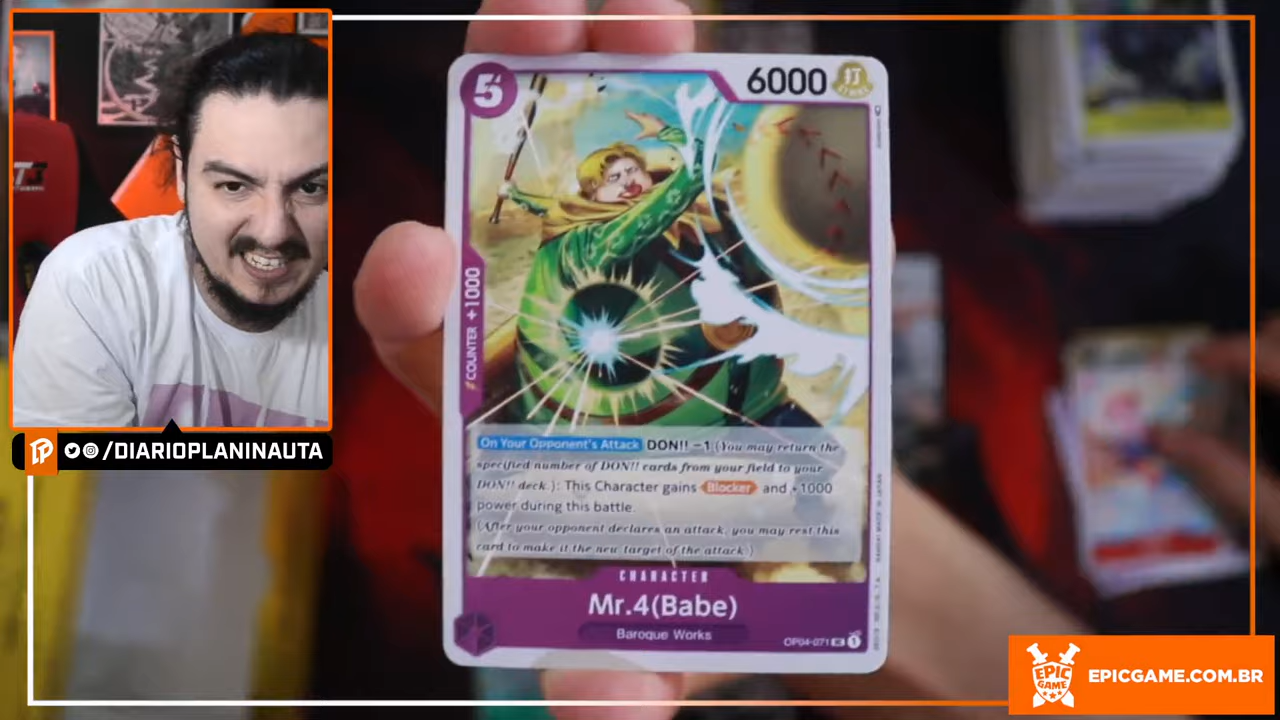 5
6000
打
COUNTER +1000
On Your Opponent's Attack DON!! −1 (You may return the
specified number of DON!! cards from your field to your
DON!! deck.): This Character gains Blocker and +1000
power during this battle.
(After your opponent declares an attack, you may rest this
card to make it the new target of the attack.)
CHARACTER
Mr.4(Babe)
Baroque Works
OP04-071 UC 1
/DIARIOPLANINAUTA
EPIC
GAME
EPICGAME.COM.BR